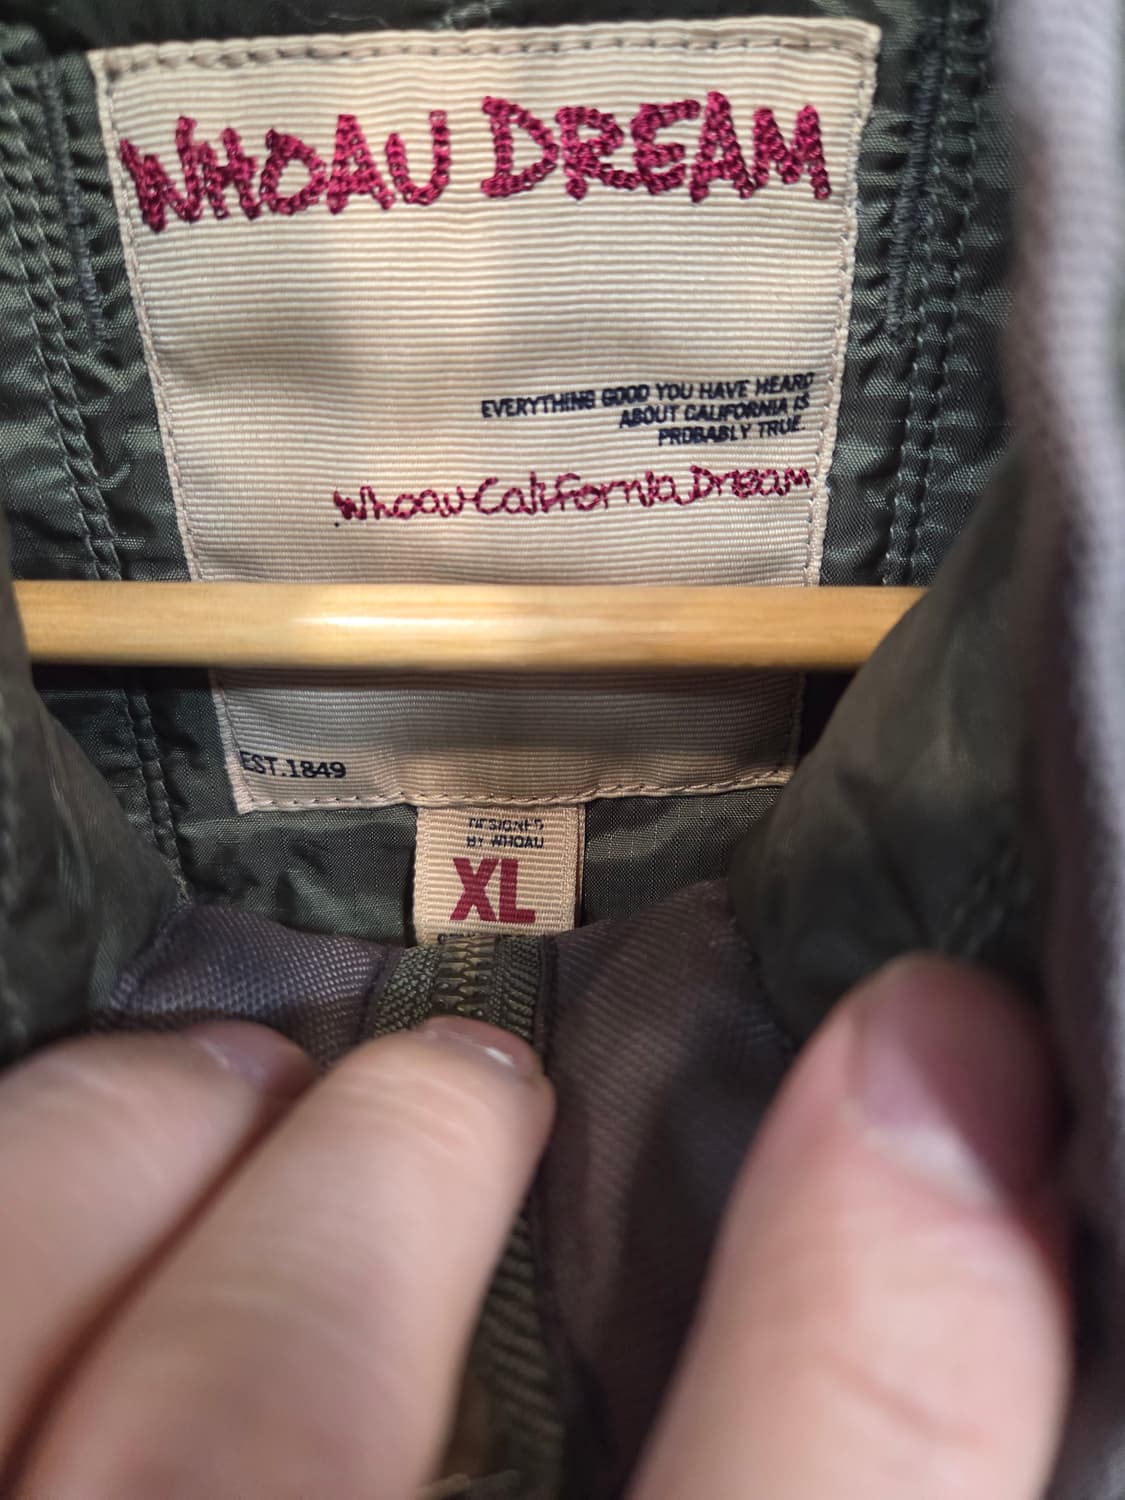 WHOAU DREAM
EVERYTHING GOOD YOU HAVE HEARD
ABOUT CALIFORNIA IS
PROBABLY TRUE.
Whoau California Dream
EST.1849
DESIGNED
BY WHOAU
XL